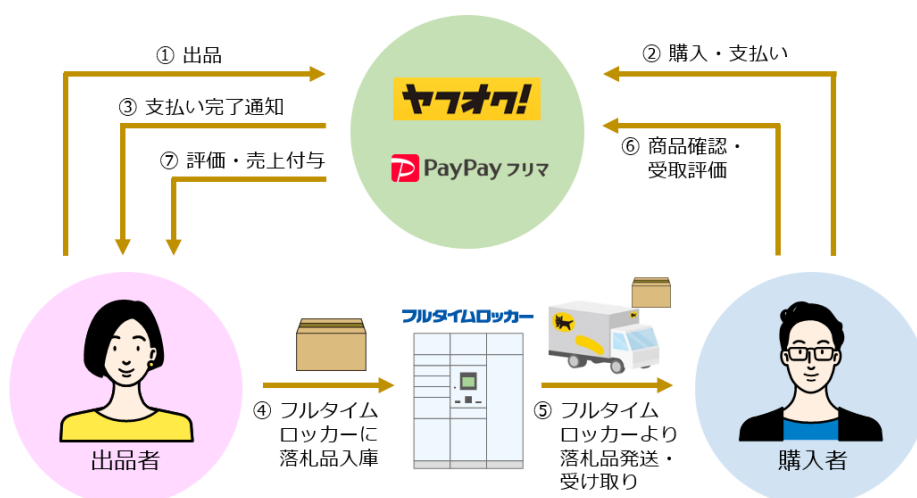 ① 出品
② 購入・支払い
③ 支払い完了通知
ヤフオク!
⑥ 商品確認・
受取評価
⑦ 評価・売上付与
PayPay フリマ
フルタイムロッカー
④ フルタイム
ロッカーに
落札品入庫
⑤ フルタイム
ロッカーより
落札品発送・
受け取り
出品者
購入者